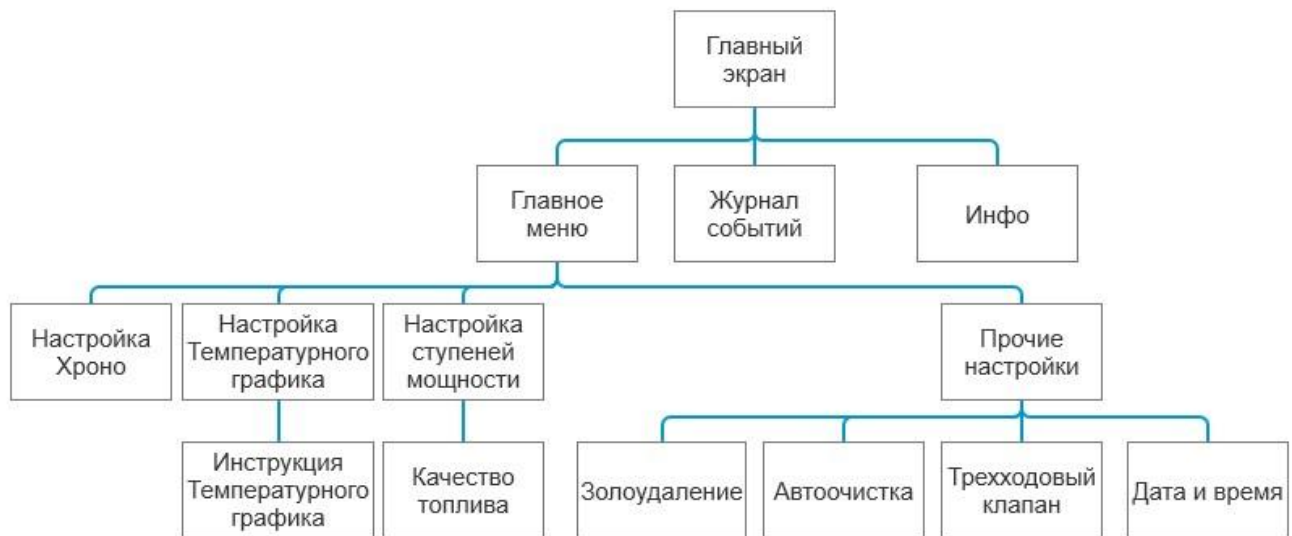 Главный
экран
Главное
меню
Журнал
событий
Инфо
Настройка
Хроно
Настройка
Температурного
графика
Настройка
ступеней
мощности
Прочие
настройки
Инструкция
Температурного
графика
Качество
топлива
Золоудаление
Автоочистка
Трехходовый
клапан
Дата и время